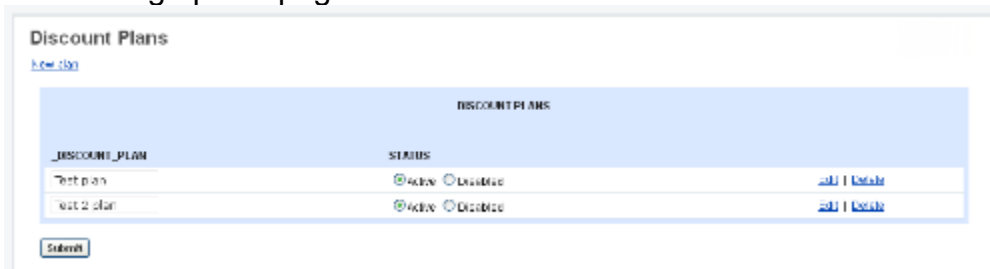 Discount Plans
New plan
DISCOUNT PLANS
_DISCOUNT_PLAN STATUS
Test plan Active Disabled Edit | Delete
Test 2 plan Active Disabled Edit | Delete
Submit